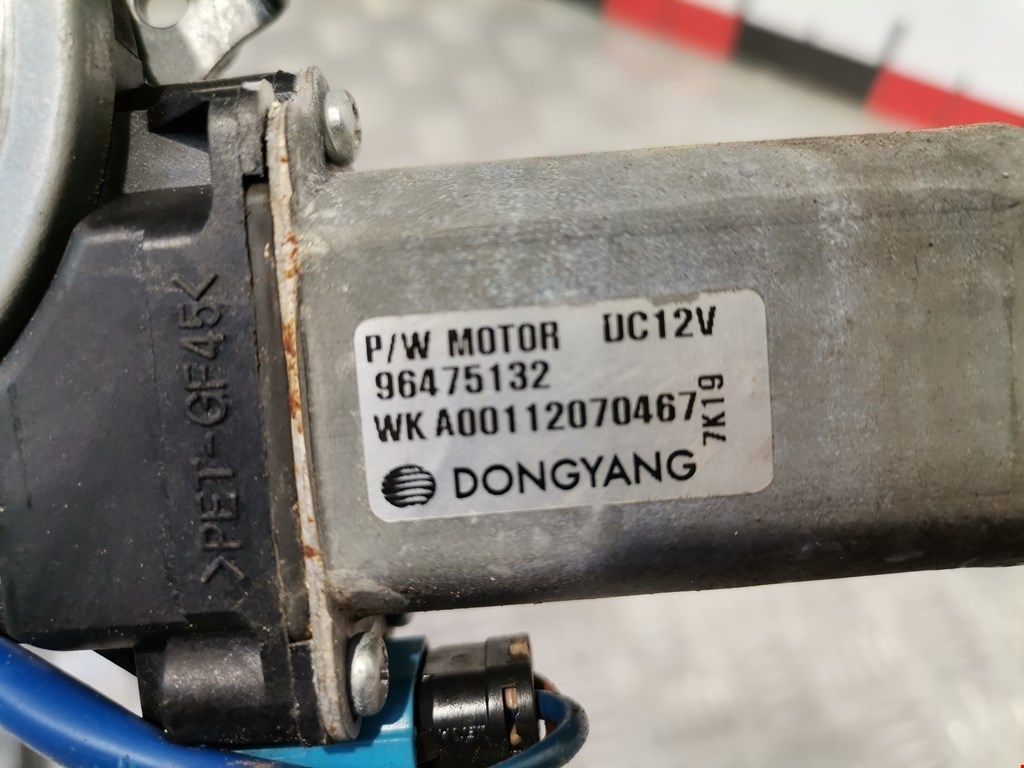 P/W MOTOR DC12V
96475132
WK A00112070467
7K19
DONGYANG
>PET-GF45<